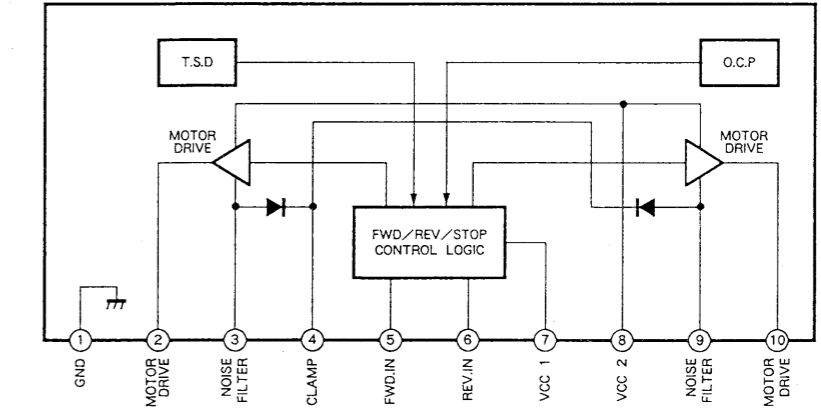 T.S.D
O.C.P
MOTOR
DRIVE
MOTOR
DRIVE
FWD/REV/STOP
CONTROL LOGIC
1
2
3
4
5
6
7
8
9
10
GND
MOTOR
DRIVE
NOISE
FILTER
CLAMP
FWD.IN
REV.IN
VCC 1
VCC 2
NOISE
FILTER
MOTOR
DRIVE